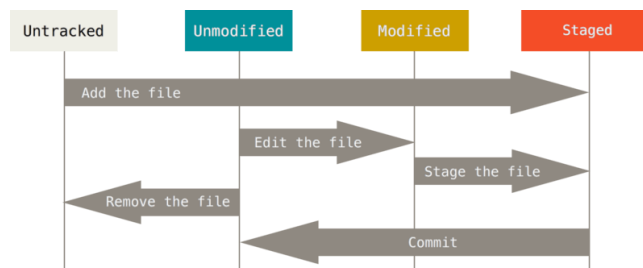 Untracked
Unmodified
Modified
Staged
Add the file
Edit the file
Stage the file
Remove the file
Commit